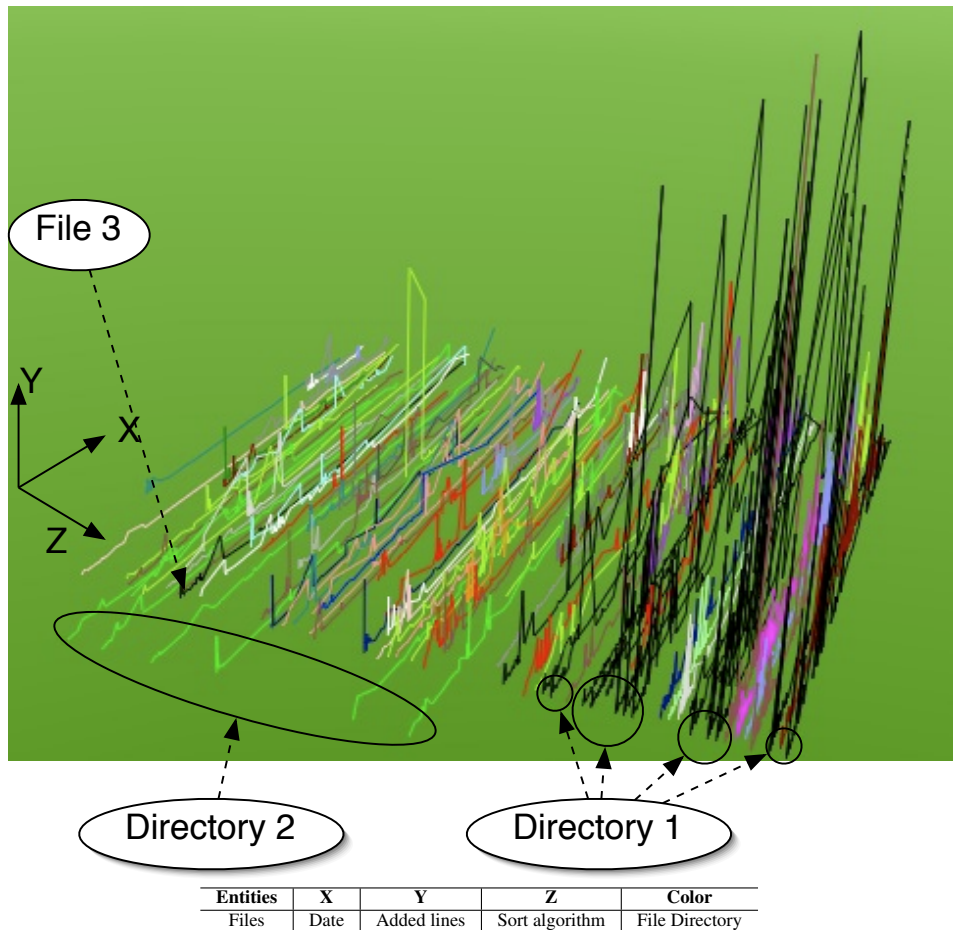 File 3
Y
X
Z
Directory 2
Directory 1
Entities X Y Z Color
Files Date Added lines Sort algorithm File Directory